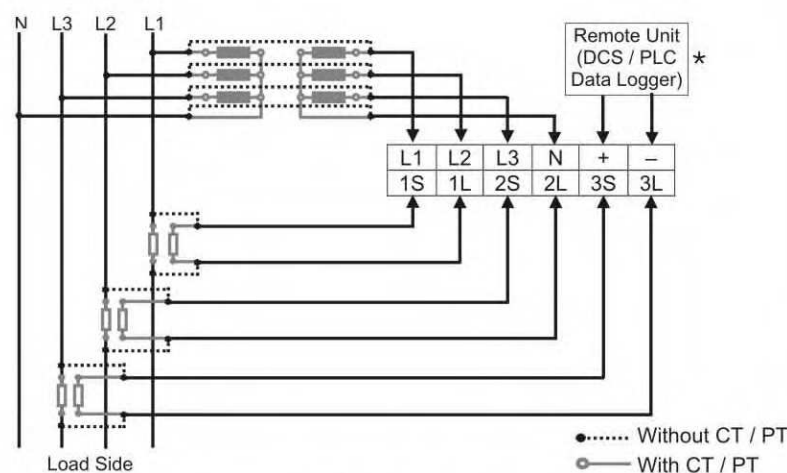 N L3 L2 L1
Remote Unit
(DCS / PLC
Data Logger) *
L1 L2 L3 N + –
1S 1L 2S 2L 3S 3L
Without CT / PT
With CT / PT
Load Side